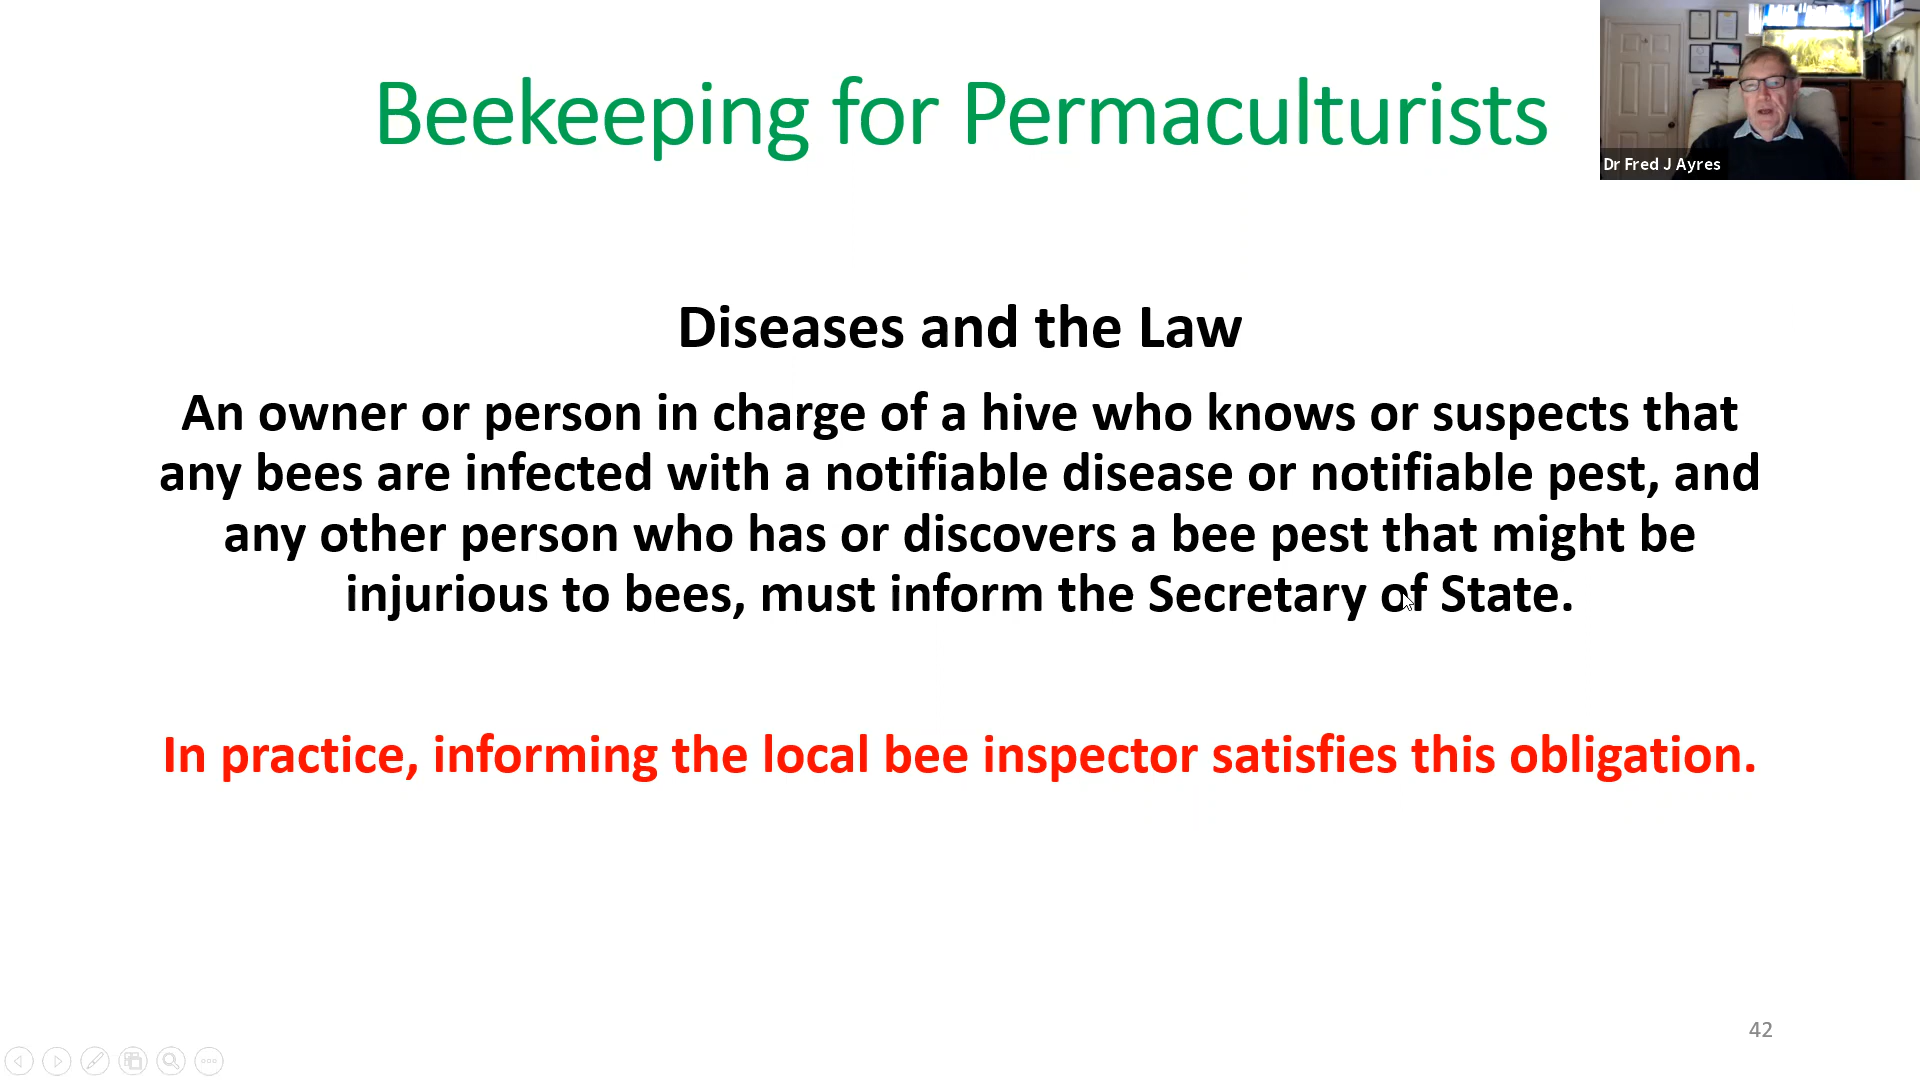 Beekeeping for Permaculturists
Dr Fred J Ayres
Diseases and the Law
An owner or person in charge of a hive who knows or suspects that
any bees are infected with a notifiable disease or notifiable pest, and
any other person who has or discovers a bee pest that might be
injurious to bees, must inform the Secretary of State.
In practice, informing the local bee inspector satisfies this obligation.
42